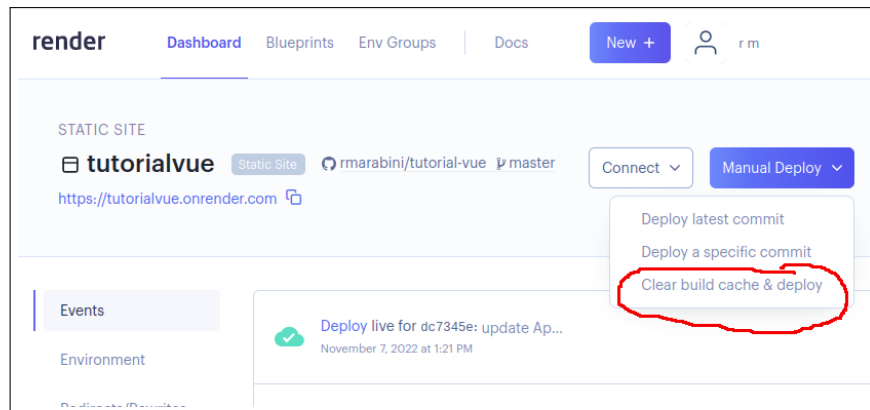 render Dashboard Blueprints Env Groups Docs New + r m
STATIC SITE
tutorialvue Static Site rmarabini/tutorial-vue master
Connect Manual Deploy
https://tutorialvue.onrender.com
Deploy latest commit
Deploy a specific commit
Clear build cache & deploy
Events
Deploy live for dc7345e: update Ap...
November 7, 2022 at 1:21 PM
Environment
Redirects/Rewrites